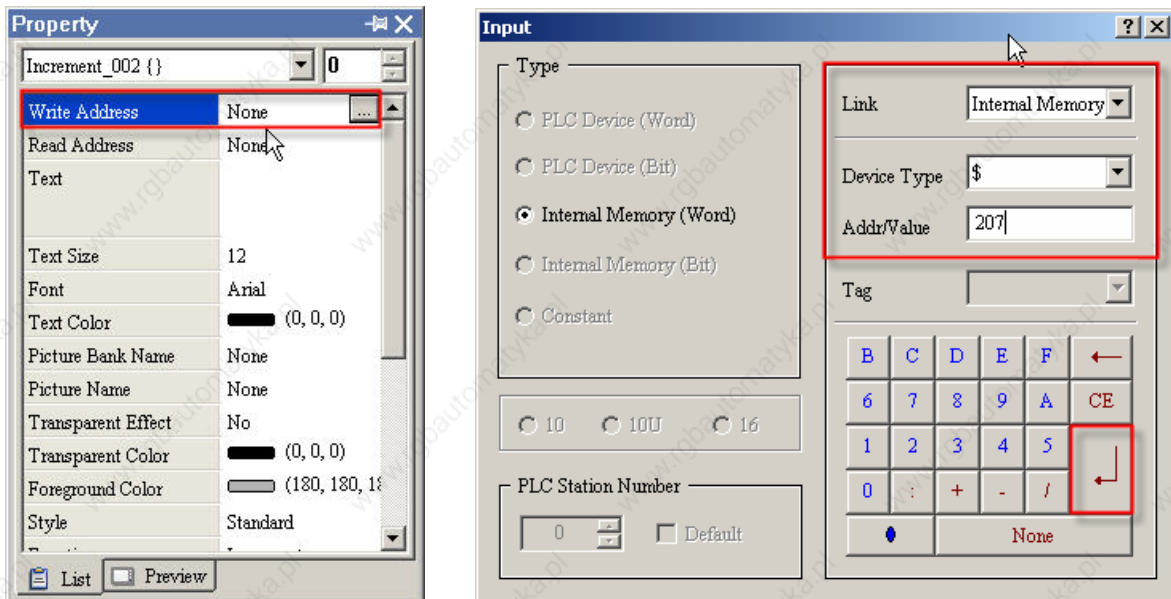 Property
Increment_002 {} 0
Write Address None ...
Read Address None
Text
Text Size 12
Font Arial
Text Color (0, 0, 0)
Picture Bank Name None
Picture Name None
Transparent Effect No
Transparent Color (0, 0, 0)
Foreground Color (180, 180, 18
Style Standard
List Preview
Input ?
Type
PLC Device (Word)
PLC Device (Bit)
Internal Memory (Word)
Internal Memory (Bit)
Constant
10 10U 16
PLC Station Number
0 Default
Link Internal Memory
Device Type $
Addr/Value 207
Tag
B C D E F
6 7 8 9 A CE
1 2 3 4 5
0 : + - /
None
www.rgbautomatyka.pl